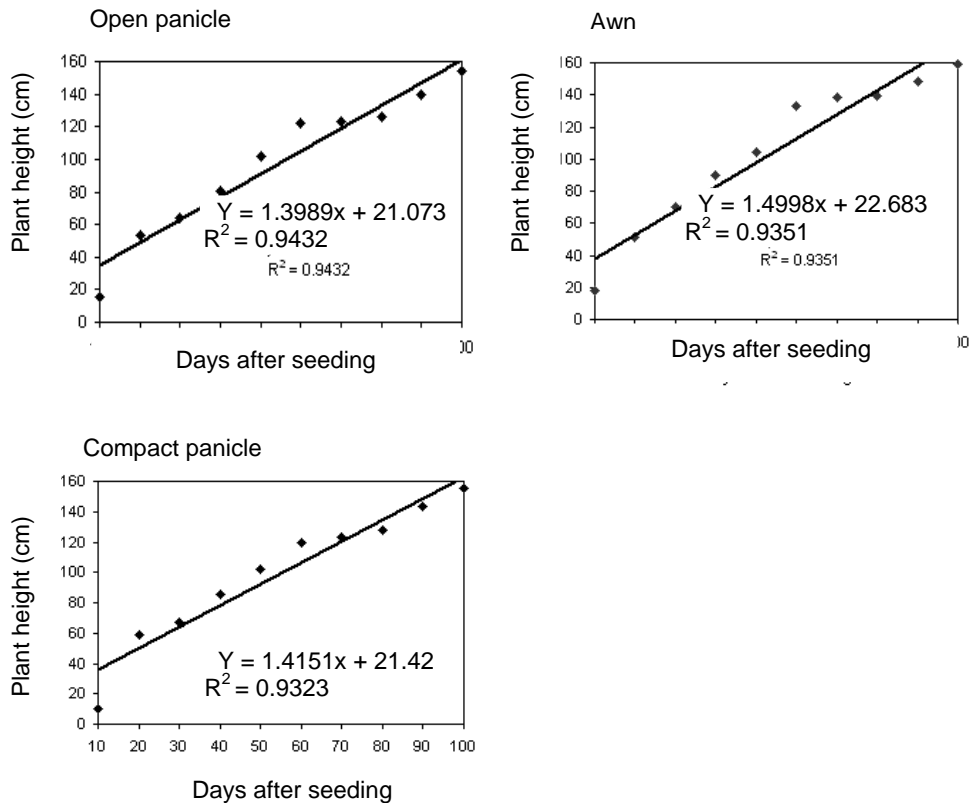 Open panicle
Plant height (cm)
160
140
120
100
80
60
40
20
0
Y = 1.3989x + 21.073
R² = 0.9432
R² = 0.9432
Days after seeding
Awn
Plant height (cm)
160
140
120
100
80
60
40
20
0
Y = 1.4998x + 22.683
R² = 0.9351
R² = 0.9351
Days after seeding
Compact panicle
Plant height (cm)
160
140
120
100
80
60
40
20
0
Y = 1.4151x + 21.42
R² = 0.9323
10 20 30 40 50 60 70 80 90 100
Days after seeding